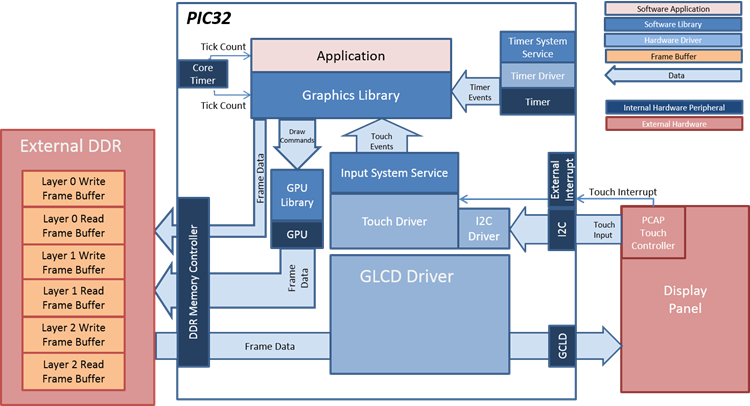 PIC32
Software Application
Software Library
Hardware Driver
Frame Buffer
Data
Internal Hardware Peripheral
External Hardware
Tick Count
Core
Timer
Tick Count
Application
Graphics Library
Timer
Events
Timer System
Service
Timer Driver
Timer
External DDR
Layer 0 Write
Frame Buffer
Layer 0 Read
Frame Buffer
Layer 1 Write
Frame Buffer
Layer 1 Read
Frame Buffer
Layer 2 Write
Frame Buffer
Layer 2 Read
Frame Buffer
DDR Memory Controller
Frame Data
Draw
Commands
GPU
Library
GPU
Frame
Data
Touch
Events
Input System Service
Touch Driver
I2C
Driver
External
Interrupt
I2C
Touch Interrupt
Touch
Input
PCAP
Touch
Controller
Display
Panel
GLCD Driver
Frame Data
GCLD